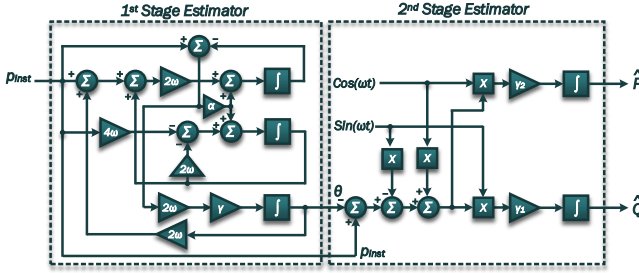 1st Stage Estimator
2nd Stage Estimator
Pinst
+ Σ
+
+ Σ
+
2ω
+ Σ −
+ Σ
+
∫
α
4ω
− Σ
−
+ Σ
+
∫
2ω
2ω
γ
∫
2ω
Cos(ωt)
Sin(ωt)
X
X
X
γ2
∫
P̂
θ
− Σ
+
+ Σ
−
+ Σ
+
X
γ1
∫
Q̂
Pinst